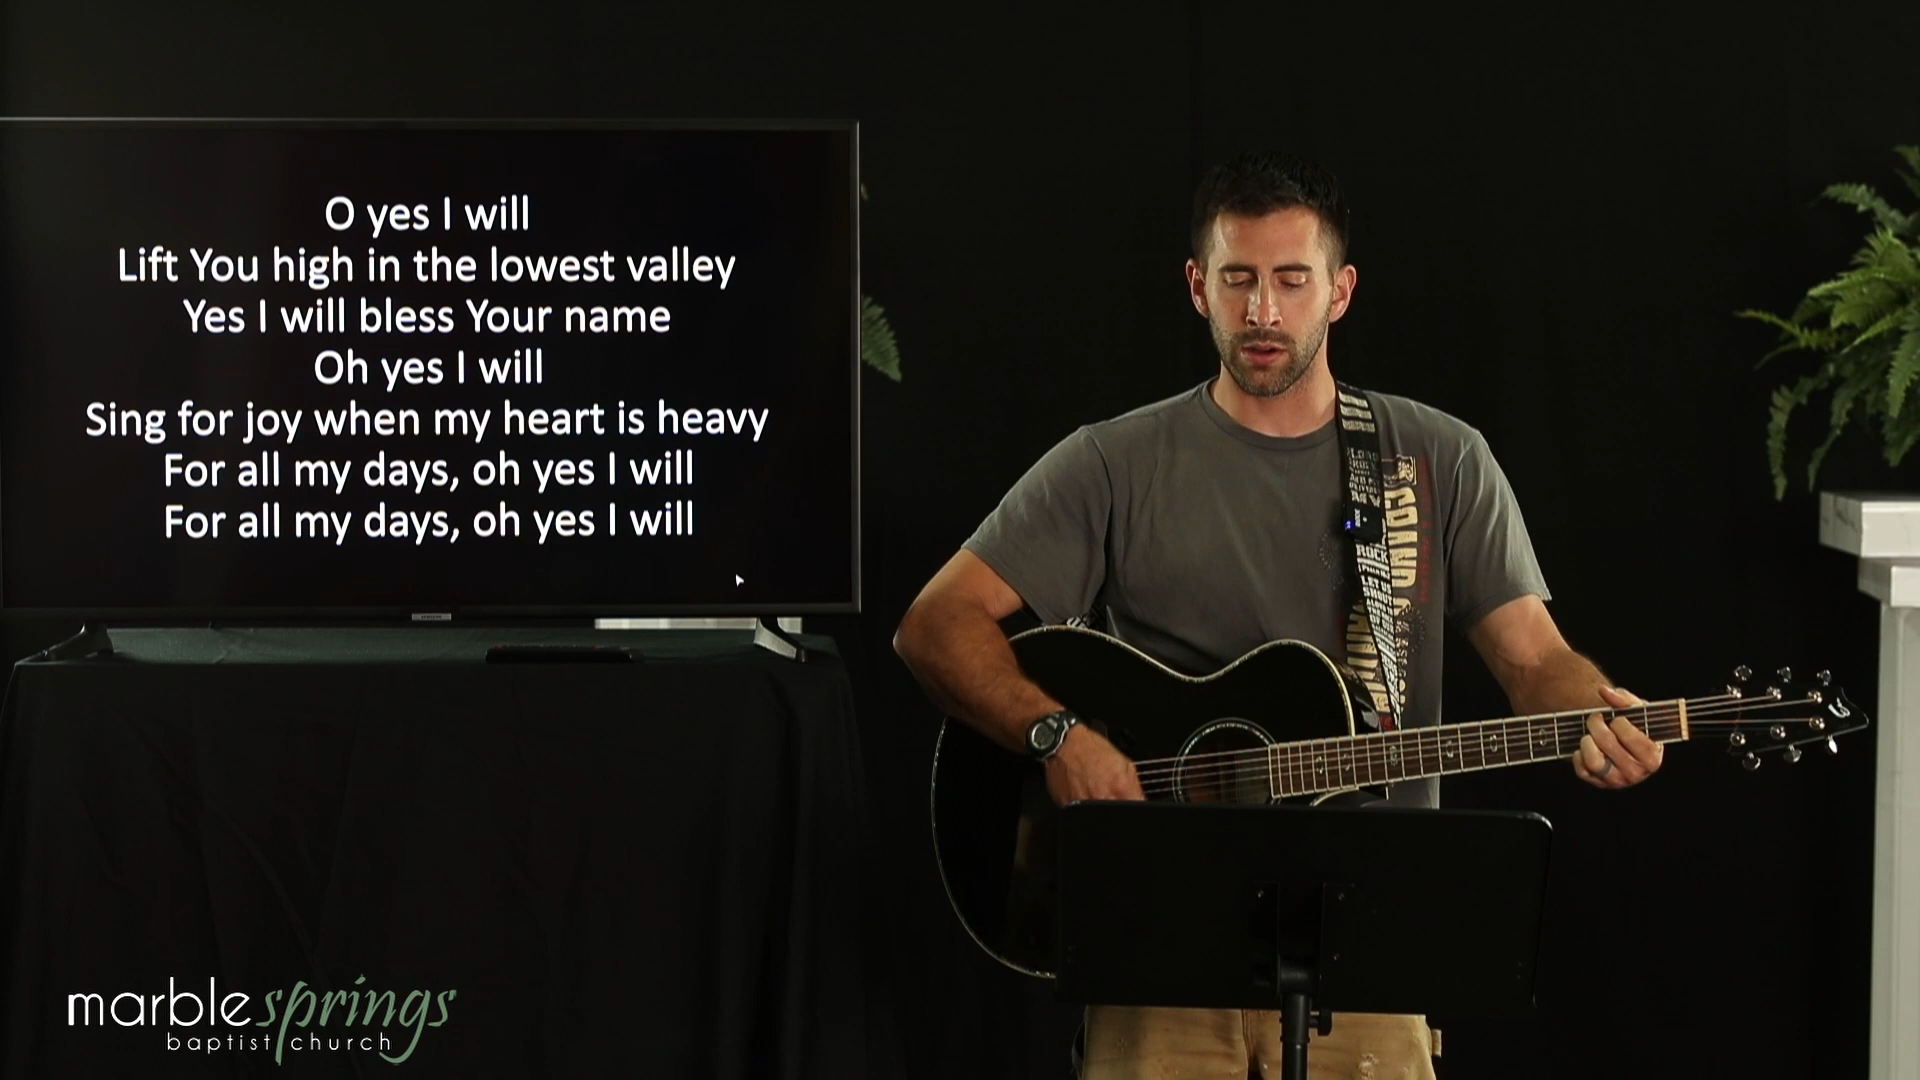 O yes I will
Lift You high in the lowest valley
Yes I will bless Your name
Oh yes I will
Sing for joy when my heart is heavy
For all my days, oh yes I will
For all my days, oh yes I will
ROCK
marble springs
baptist church